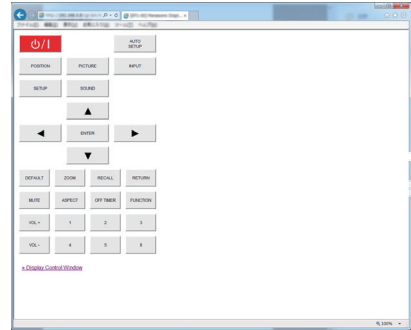 AUTO
SETUP
POSITION PICTURE INPUT
SETUP SOUND
ENTER
DEFAULT ZOOM RECALL RETURN
MUTE ASPECT OFF TIMER FUNCTION
VOL + 1 2 3
VOL - 4 5 6
« Display Control Window
100%